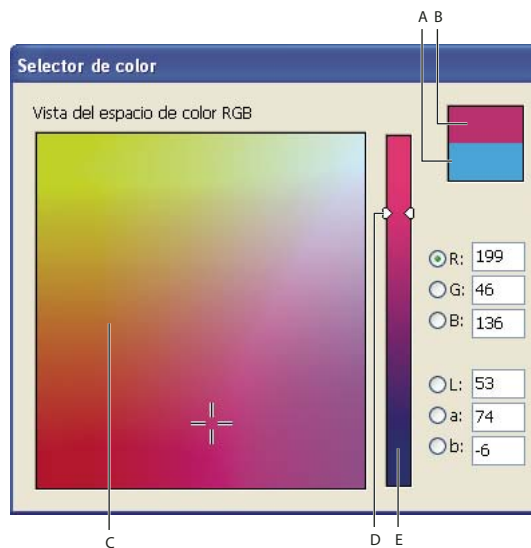 A B
Selector de color
Vista del espacio de color RGB
R: 199
G: 46
B: 136
L: 53
a: 74
b: -6
C
D E